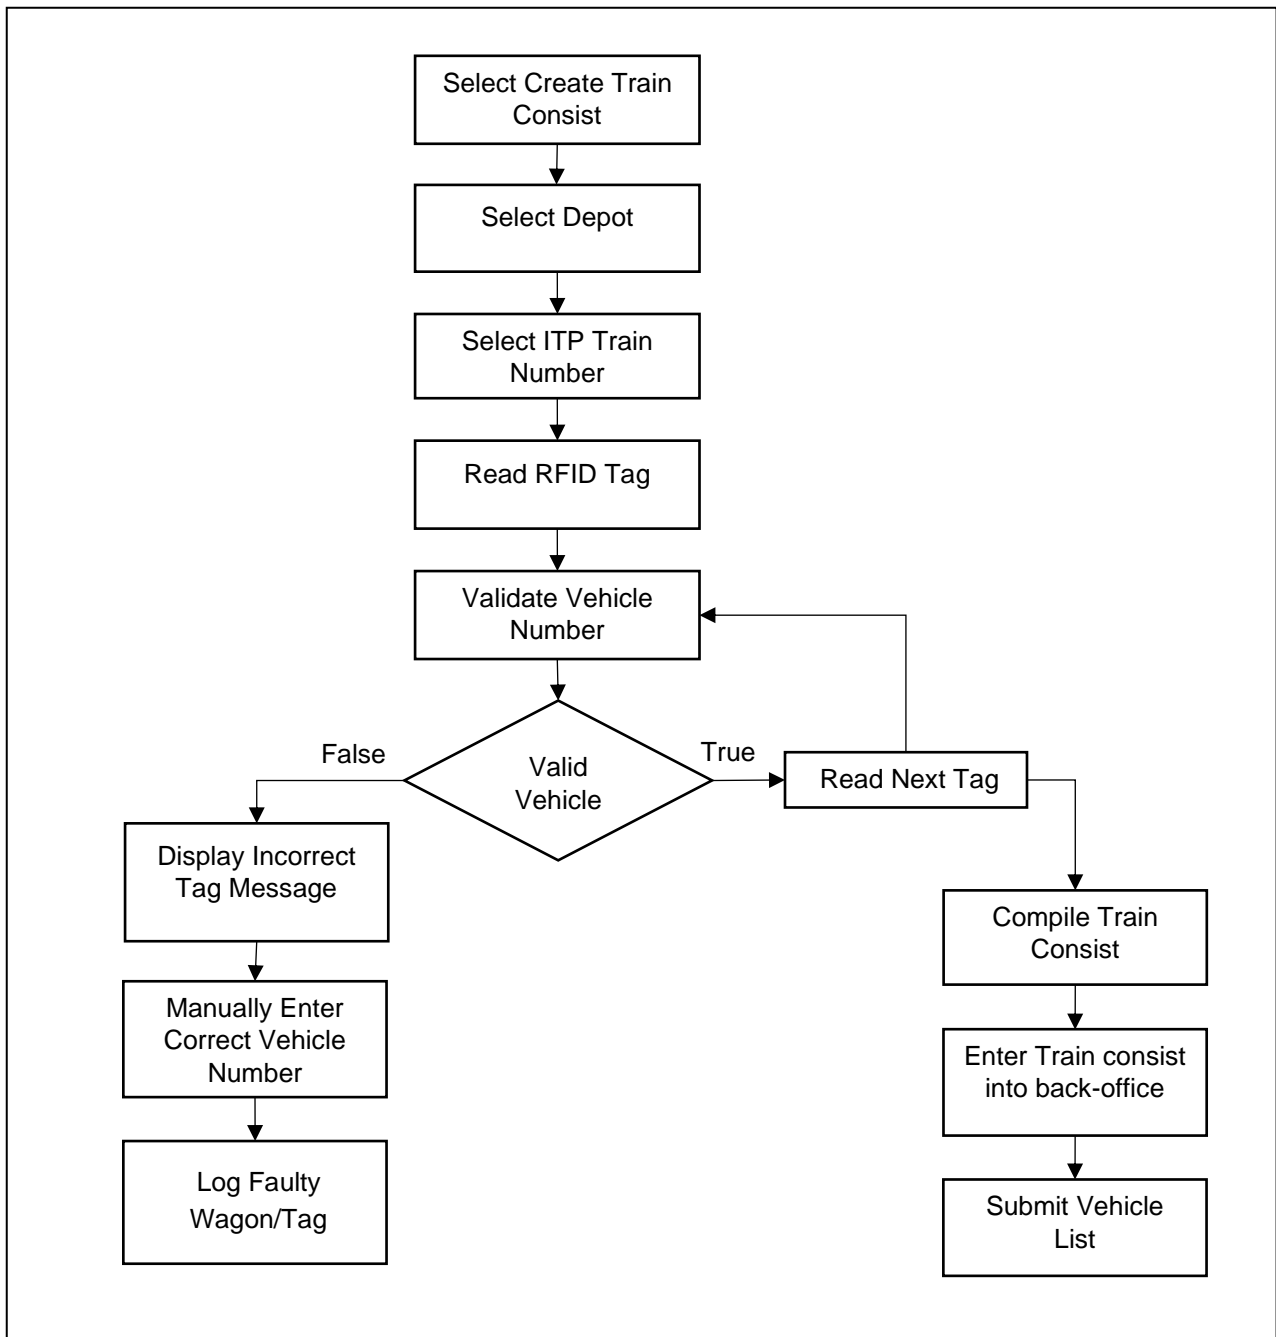 Select Create Train
Consist
Select Depot
Select ITP Train
Number
Read RFID Tag
Validate Vehicle
Number
False
True
Valid
Vehicle
Read Next Tag
Display Incorrect
Tag Message
Manually Enter
Correct Vehicle
Number
Log Faulty
Wagon/Tag
Compile Train
Consist
Enter Train consist
into back-office
Submit Vehicle
List